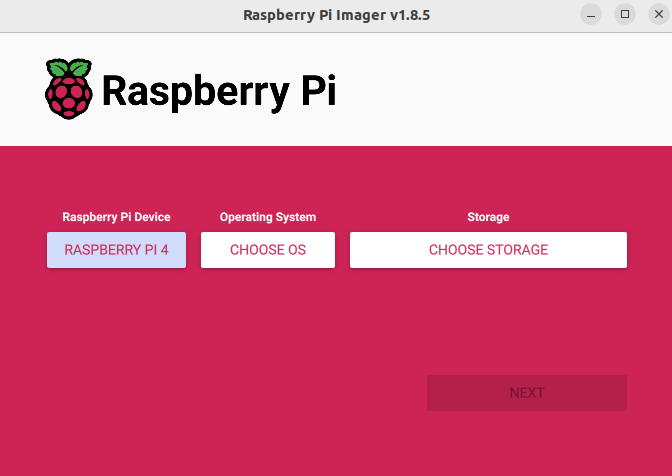 Raspberry Pi Imager v1.8.5
Raspberry Pi
Raspberry Pi Device
Operating System
Storage
RASPBERRY PI 4
CHOOSE OS
CHOOSE STORAGE
NEXT